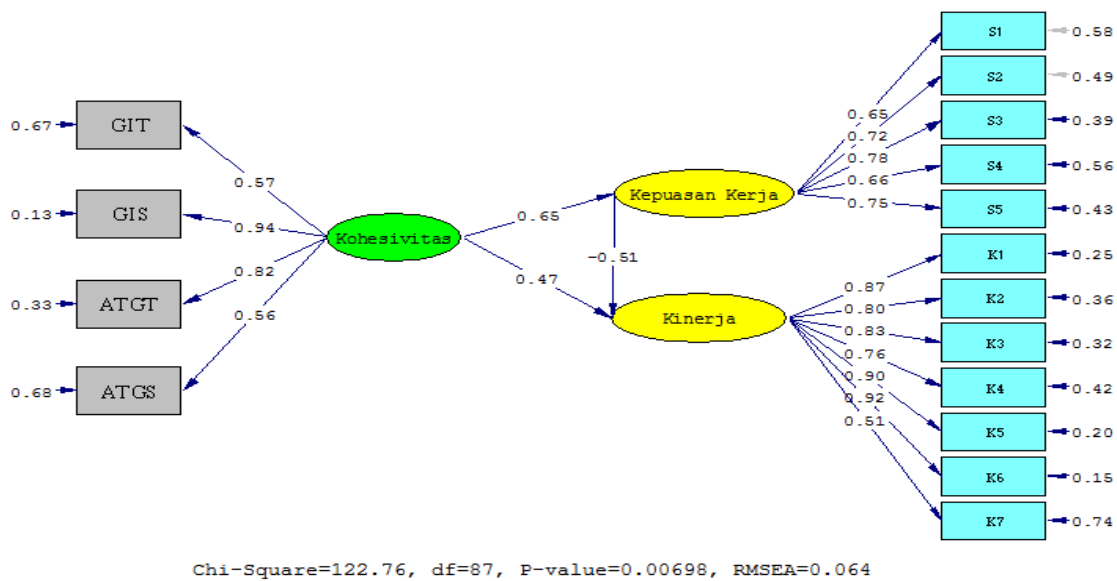 S1
0.58
S2
0.49
0.65
GIT
0.67
0.72
S3
0.39
0.78
S4
0.56
0.57
0.66
Kepuasan Kerja
0.75
S5
0.43
GIS
0.13
0.94
0.65
Kohesivitas
K1
0.25
-0.51
0.82
0.47
0.87
K2
0.36
ATGT
0.33
0.80
Kinerja
0.56
0.83
K3
0.32
0.76
ATGS
0.68
0.90
K4
0.42
0.92
0.51
K5
0.20
K6
0.15
K7
0.74
Chi-Square=122.76, df=87, P-value=0.00698, RMSEA=0.064